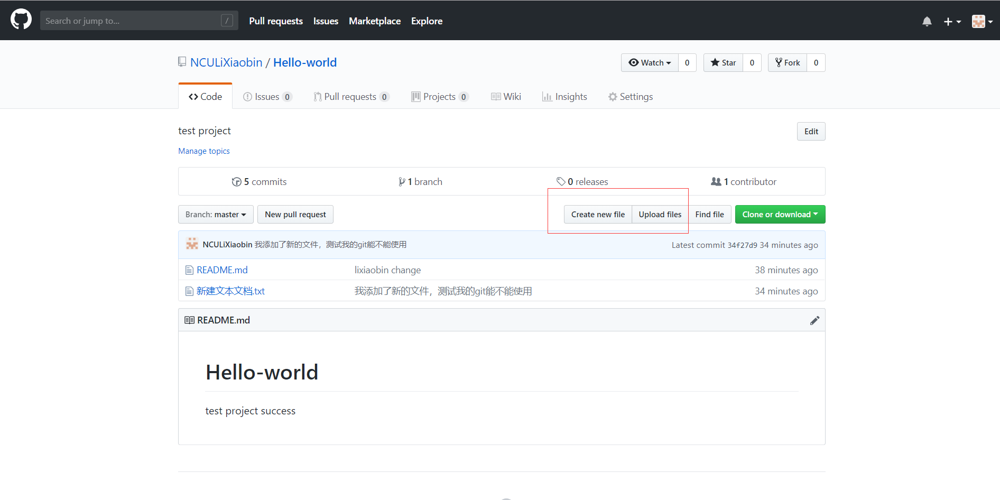 Search or jump to... / Pull requests Issues Marketplace Explore
NCULiXiaobin / Hello-world Watch 0 Star 0 Fork 0
Code Issues 0 Pull requests 0 Projects 0 Wiki Insights Settings
test project Edit
Manage topics
5 commits 1 branch 0 releases 1 contributor
Branch: master New pull request Create new file Upload files Find file Clone or download
NCULiXiaobin 我添加了新的文件，测试我的git能不能使用 Latest commit 34f27d9 34 minutes ago
README.md lixiaobin change 38 minutes ago
新建文本文档.txt 我添加了新的文件，测试我的git能不能使用 34 minutes ago
README.md
Hello-world
test project success